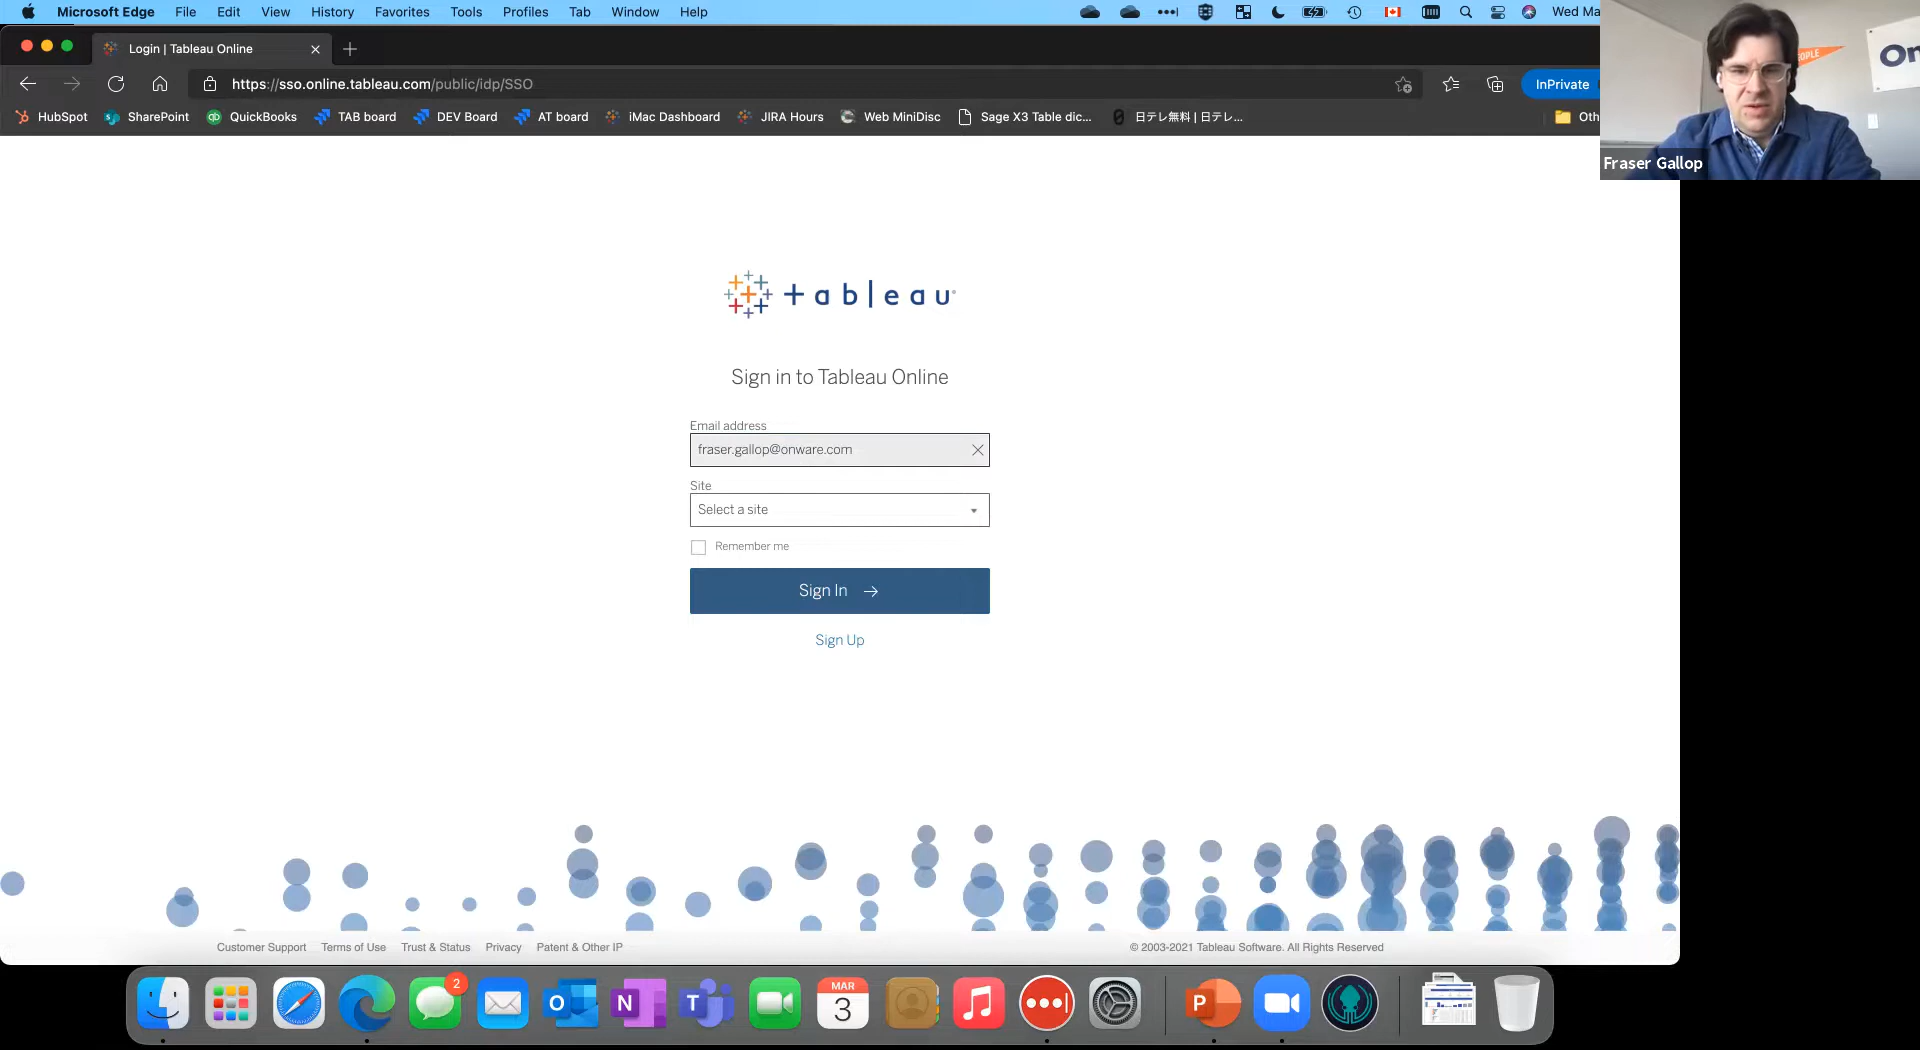 Microsoft Edge File Edit View History Favorites Tools Profiles Tab Window Help Wed Ma
Login | Tableau Online
https://sso.online.tableau.com/public/idp/SSO
InPrivate
HubSpot SharePoint QuickBooks TAB board DEV Board AT board iMac Dashboard JIRA Hours Web MiniDisc Sage X3 Table dic... 日テレ無料 | 日テレ... Oth
OPLE
On
Fraser Gallop
+ableau
Sign in to Tableau Online
Email address
fraser.gallop@onware.com
Site
Select a site
Remember me
Sign In →
Sign Up
Customer Support Terms of Use Trust & Status Privacy Patent & Other IP
© 2003-2021 Tableau Software. All Rights Reserved
2
MAR
3